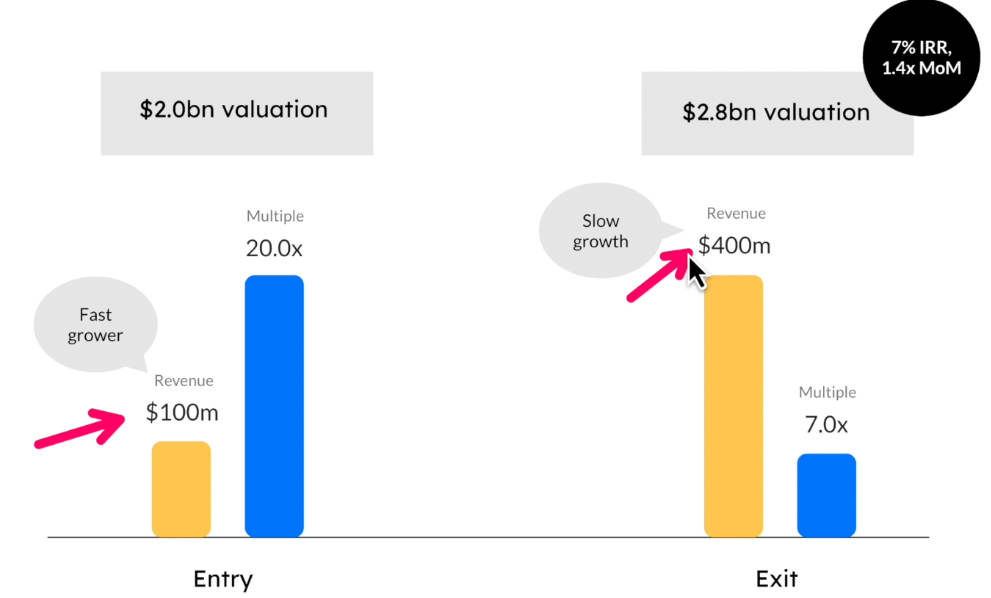 7% IRR,
1.4x MoM
$2.0bn valuation
$2.8bn valuation
Multiple
20.0x
Fast
grower
Revenue
$100m
Slow
growth
Revenue
$400m
Multiple
7.0x
Entry
Exit